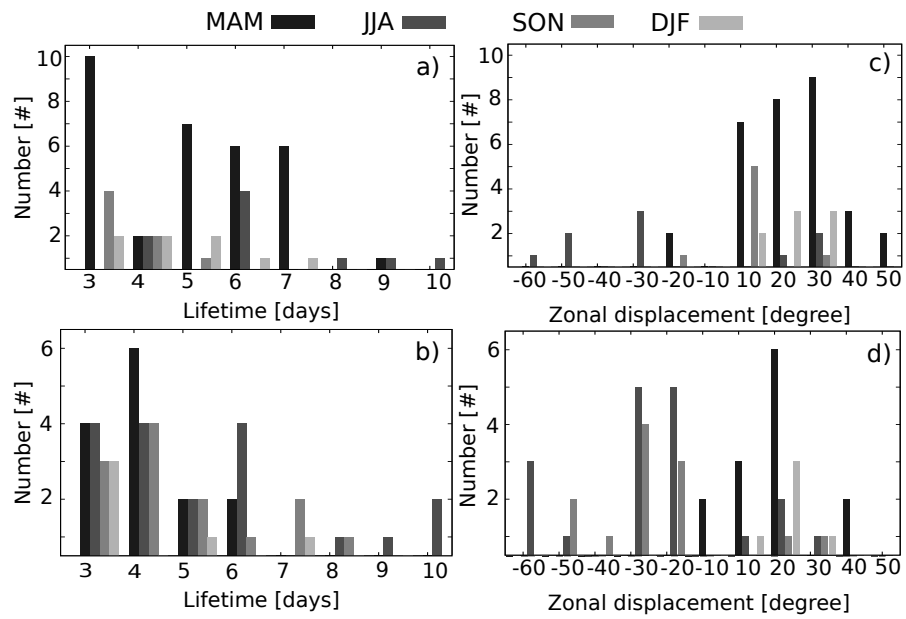 MAM JJA SON DJF
a)
10
8
6
4
2
Number [#]
3 4 5 6 7 8 9 10
Lifetime [days]
c)
10
8
6
4
2
Number [#]
-60 -50 -40 -30 -20 -10 10 20 30 40 50
Zonal displacement [degree]
b)
6
4
2
Number [#]
3 4 5 6 7 8 9 10
Lifetime [days]
d)
6
4
2
Number [#]
-60 -50 -40 -30 -20 -10 10 20 30 40 50
Zonal displacement [degree]